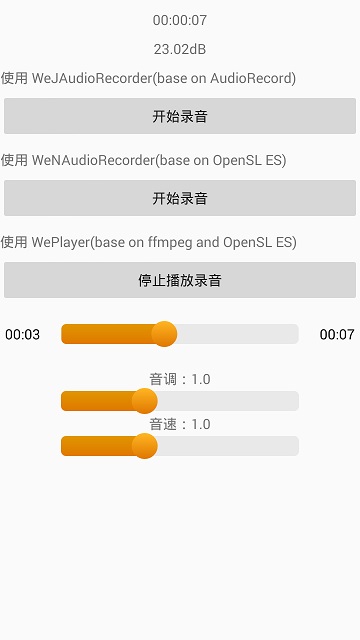 00:00:07
23.02dB
使用 WeJAudioRecorder(base on AudioRecord)
开始录音
使用 WeNAudioRecorder(base on OpenSL ES)
开始录音
使用 WePlayer(base on ffmpeg and OpenSL ES)
停止播放录音
00:03 00:07
音调：1.0
音速：1.0